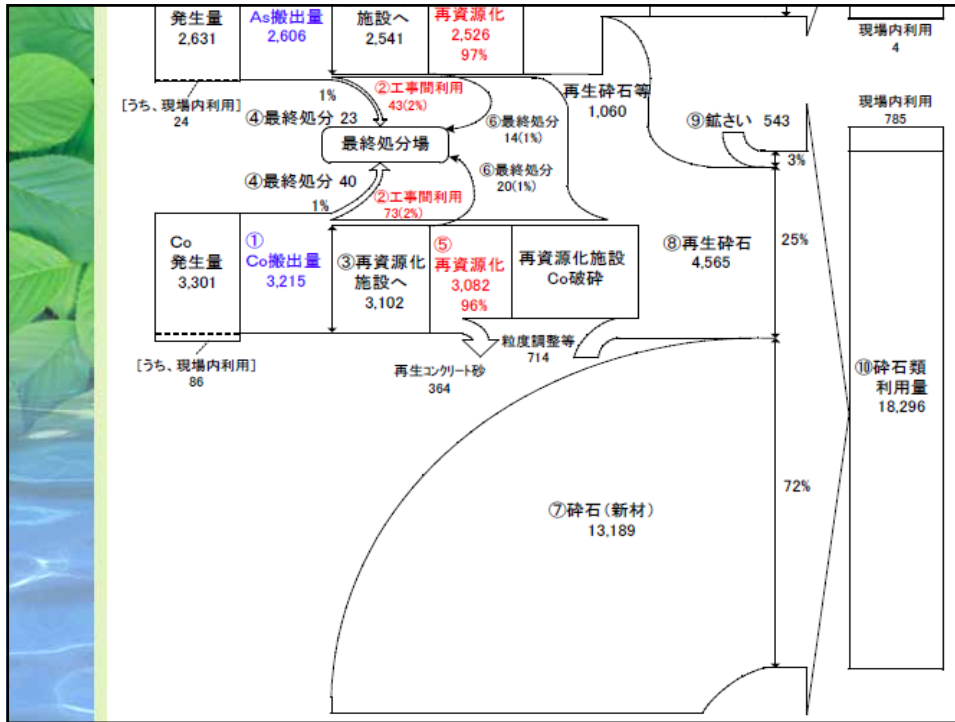 発生量
2,631
As搬出量
2,606
施設へ
2,541
再資源化
2,526
97%
現場内利用
4
[うち、現場内利用]
24
1%
②工事間利用
43(2%)
④最終処分 23
最終処分場
⑥最終処分
14(1%)
再生砕石等
1,060
⑨鉱さい 543
現場内利用
785
3%
④最終処分 40
1%
②工事間利用
73(2%)
⑥最終処分
20(1%)
Co
発生量
3,301
①
Co搬出量
3,215
③再資源化
施設へ
3,102
⑤
再資源化
3,082
96%
再資源化施設
Co破砕
⑧再生砕石
4,565
25%
[うち、現場内利用]
86
再生コンクリート砂
364
粒度調整等
714
⑩砕石類
利用量
18,296
⑦砕石(新材)
13,189
72%